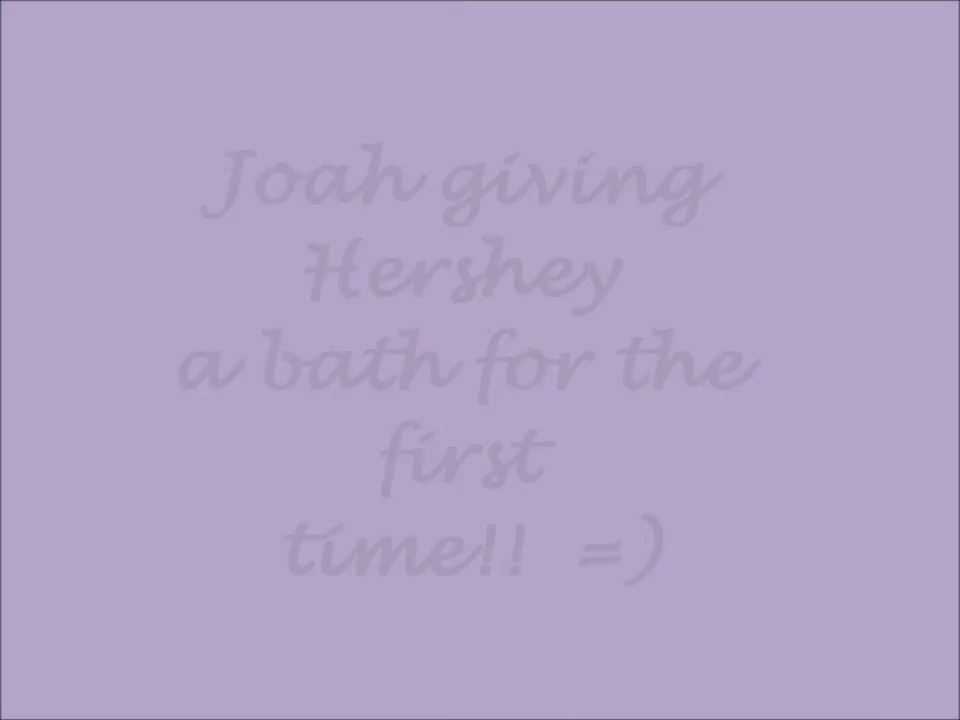 Joah giving
Hershey
a bath for the
first
time!! =)